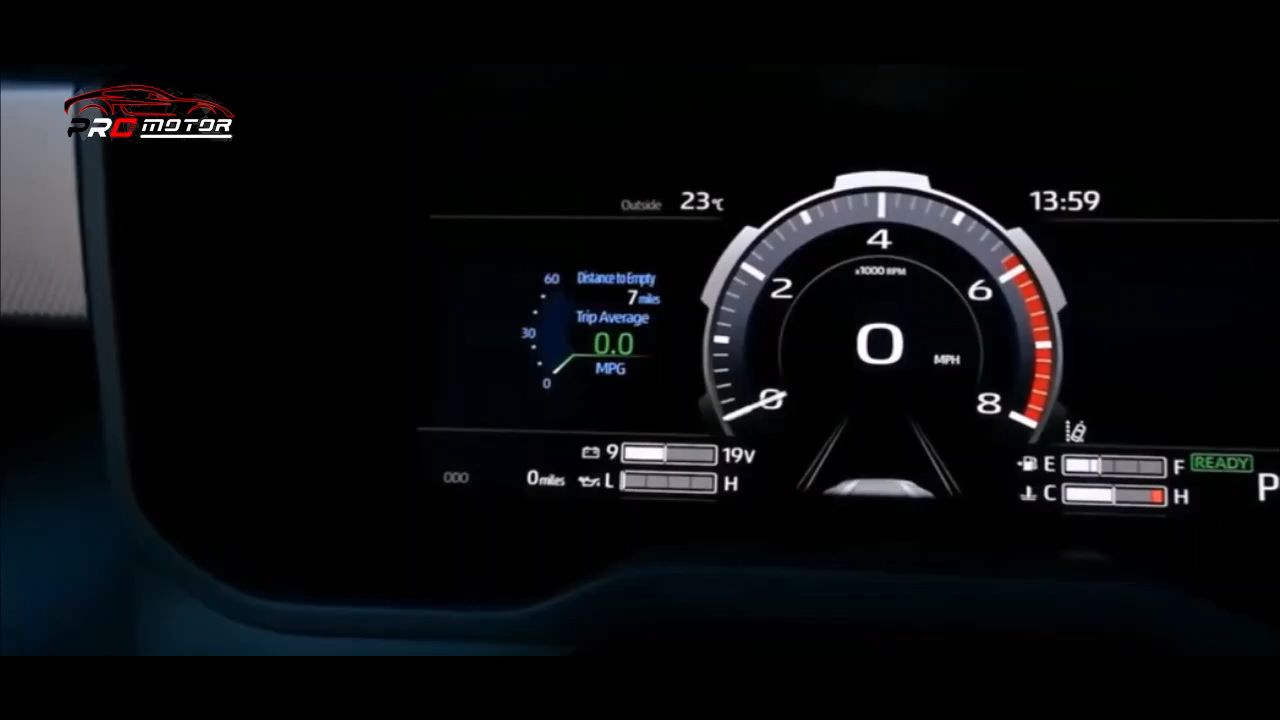 PRC MOTOR
Outside 23℃
13:59
4
x1000 RPM
2
6
0
MPH
0
8
60
Distance to Empty
7 miles
Trip Average
30
0.0
MPG
0
9
19V
000
0 miles
L
H
E
F
READY
C
H
P